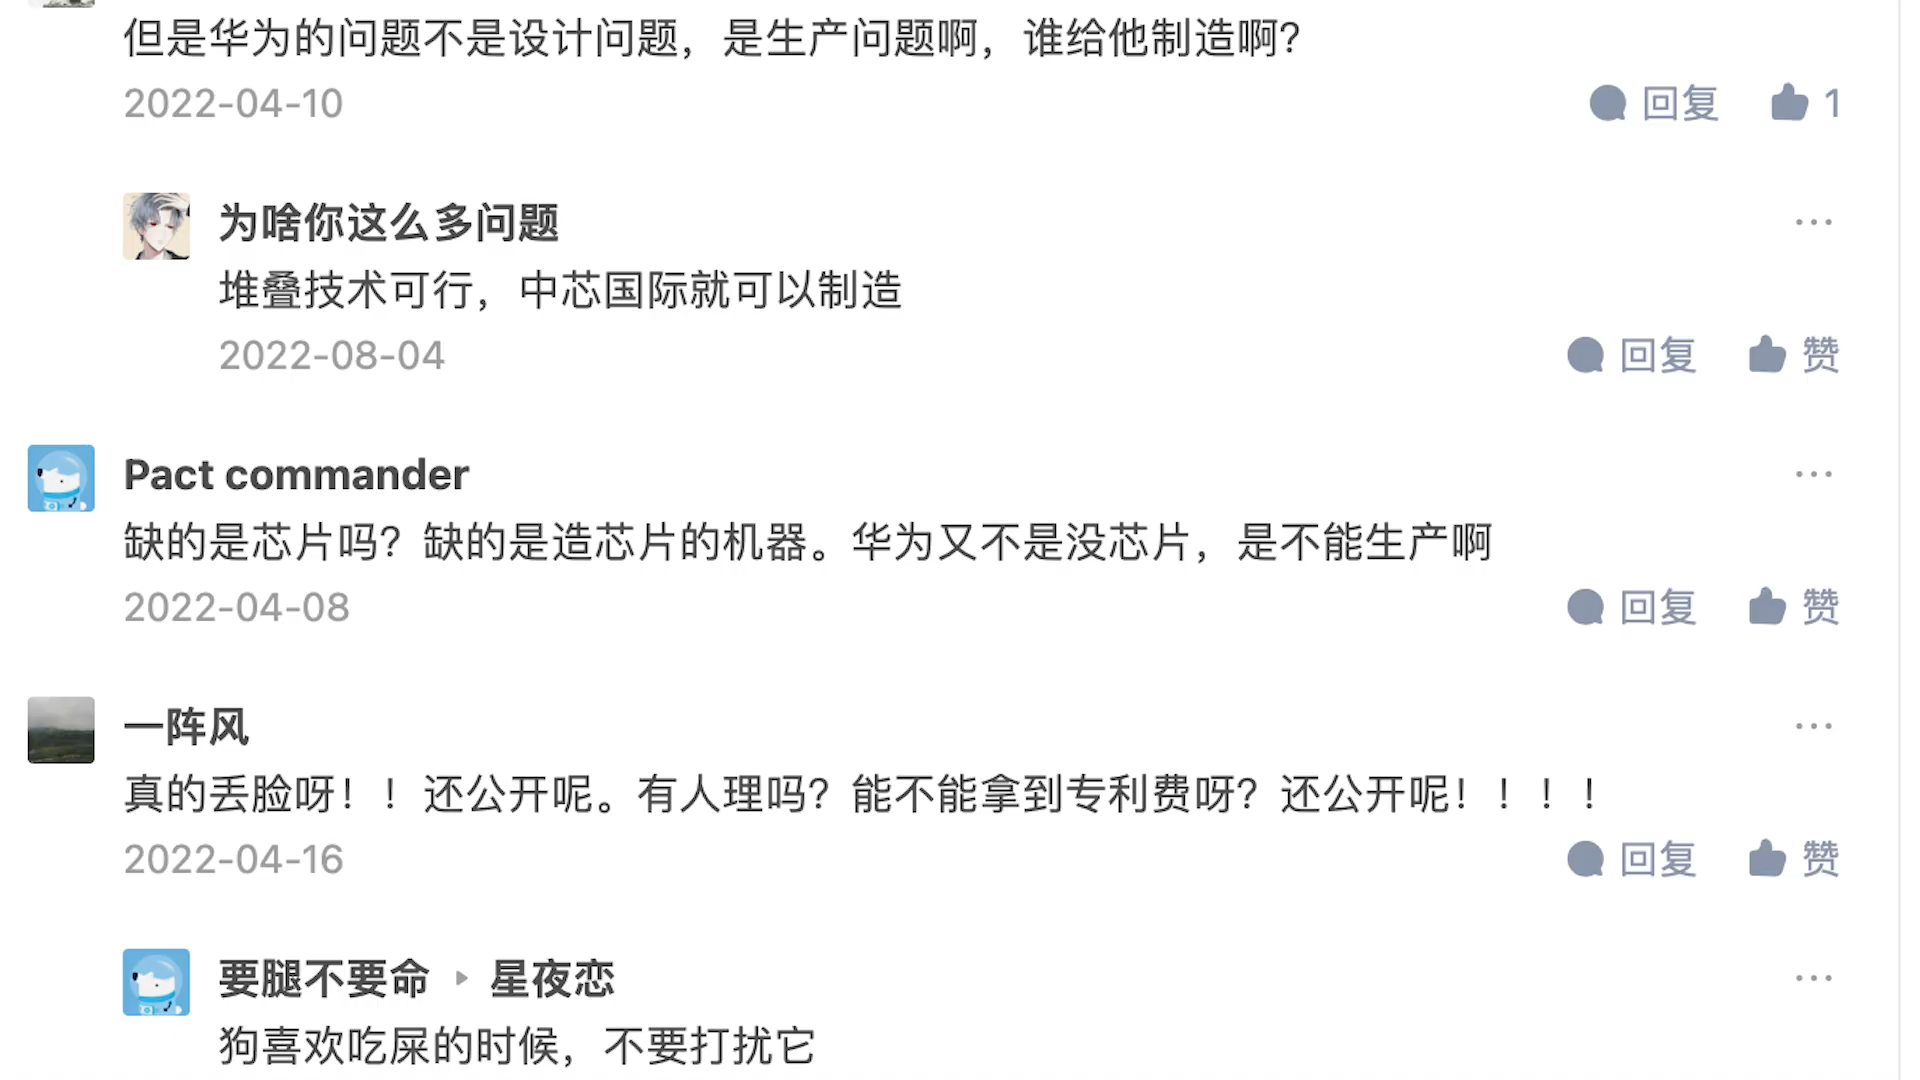 但是华为的问题不是设计问题，是生产问题啊，谁给他制造啊？
2022-04-10
回复 1
为啥你这么多问题
堆叠技术可行，中芯国际就可以制造
2022-08-04
回复 赞
Pact commander
缺的是芯片吗？缺的是造芯片的机器。华为又不是没芯片，是不能生产啊
2022-04-08
回复 赞
一阵风
真的丢脸呀！！还公开呢。有人理吗？能不能拿到专利费呀？还公开呢！！！！
2022-04-16
回复 赞
要腿不要命 ▸ 星夜恋
狗喜欢吃屎的时候，不要打扰它